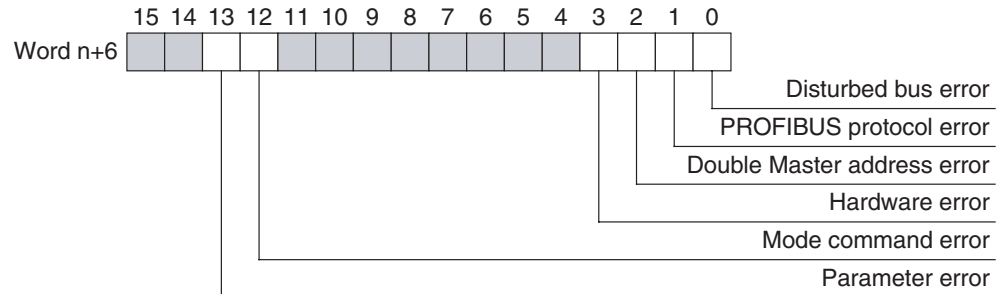 15 14 13 12 11 10 9 8 7 6 5 4 3 2 1 0
Word n+6
Disturbed bus error
PROFIBUS protocol error
Double Master address error
Hardware error
Mode command error
Parameter error